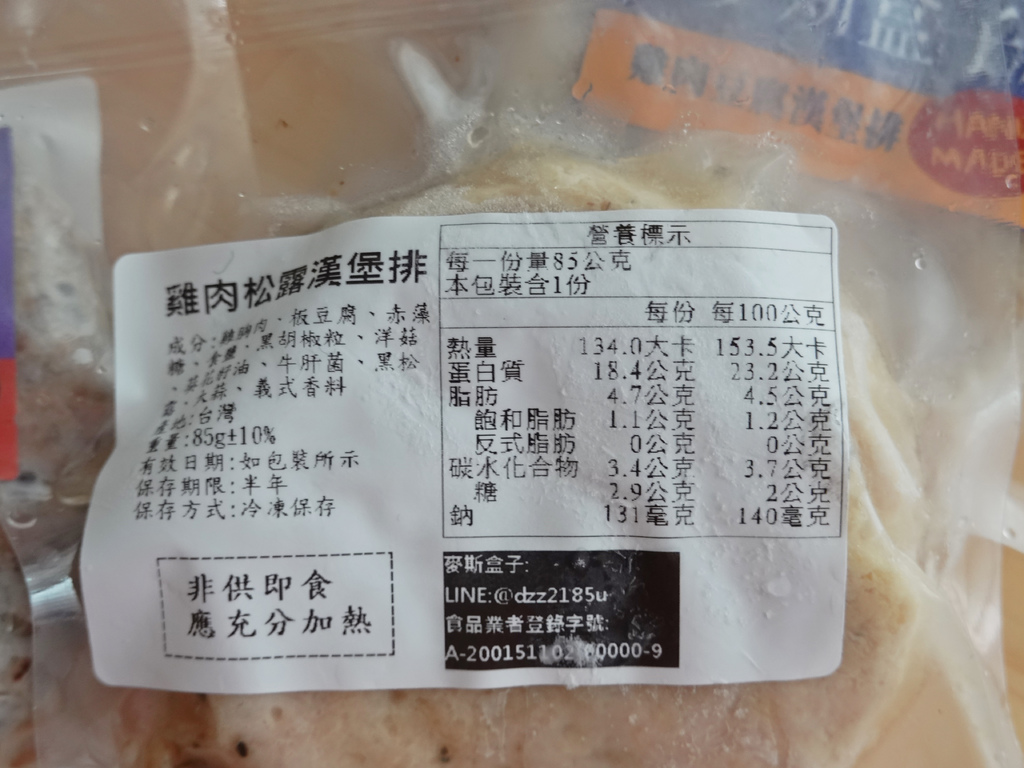 雞肉豆腐漢堡排
HAND
MADE
雞肉松露漢堡排
成分:雞胸肉、板豆腐、赤藻
糖、食鹽、黑胡椒粒、洋菇
、菜花籽油、牛肝菌、黑松
露、大蒜、義式香料
產地:台灣
重量:85g±10%
有效日期:如包裝所示
保存期限:半年
保存方式:冷凍保存
非供即食
應充分加熱
營養標示
每一份量85公克
本包裝含1份
每份 每100公克
熱量 134.0大卡 153.5大卡
蛋白質 18.4公克 23.2公克
脂肪 4.7公克 4.5公克
飽和脂肪 1.1公克 1.2公克
反式脂肪 0公克 0公克
碳水化合物 3.4公克 3.7公克
糖 2.9公克 2公克
鈉 131毫克 140毫克
麥斯盒子:
LINE:@dzz2185u
食品業者登錄字號:
A-200151102 0000-9